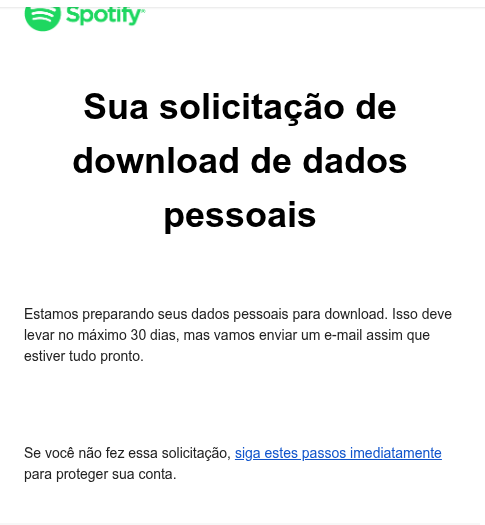 Spotify
Sua solicitação de
download de dados
pessoais
Estamos preparando seus dados pessoais para download. Isso deve
levar no máximo 30 dias, mas vamos enviar um e-mail assim que
estiver tudo pronto.
Se você não fez essa solicitação, siga estes passos imediatamente
para proteger sua conta.